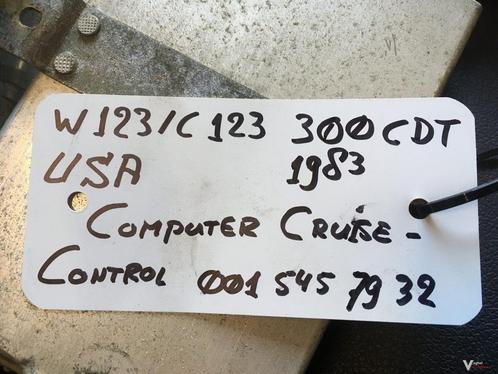 W123/C123 300CDT
USA 1983
COMPUTER CRUISE-
CONTROL 001 545 79 32